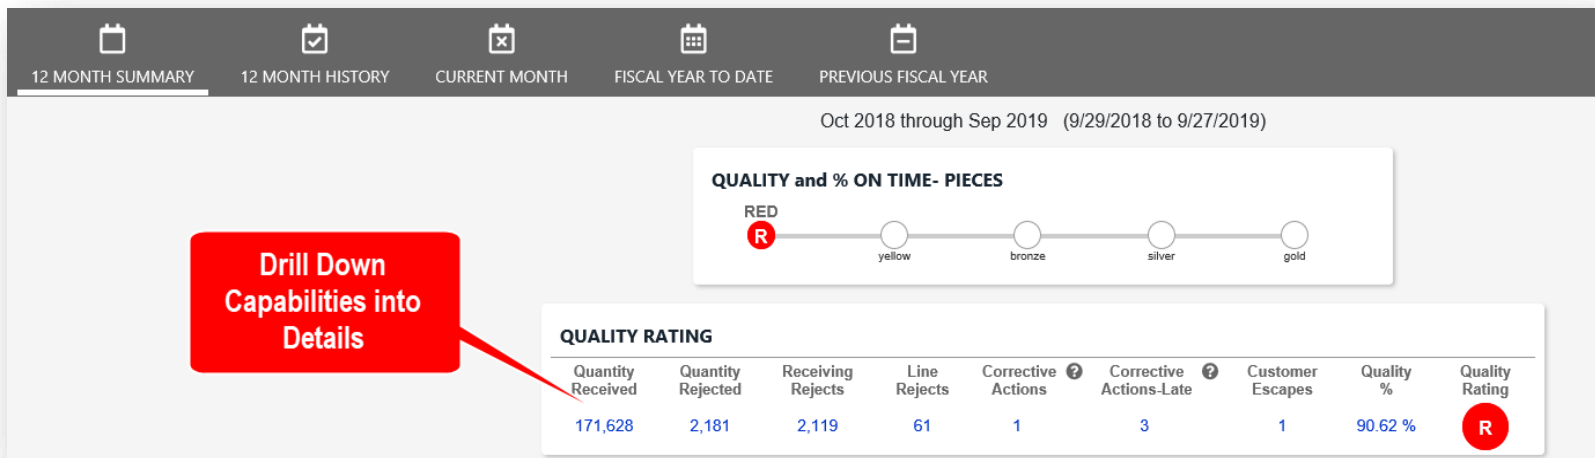 12 MONTH SUMMARY 12 MONTH HISTORY CURRENT MONTH FISCAL YEAR TO DATE PREVIOUS FISCAL YEAR
Oct 2018 through Sep 2019 (9/29/2018 to 9/27/2019)
QUALITY and % ON TIME- PIECES
RED
R
yellow bronze silver gold
Drill Down
Capabilities into
Details
QUALITY RATING
Quantity Quantity Receiving Line Corrective ? Corrective ? Customer Quality Quality
Received Rejected Rejects Rejects Actions Actions-Late Escapes % Rating
171,628 2,181 2,119 61 1 3 1 90.62 % R